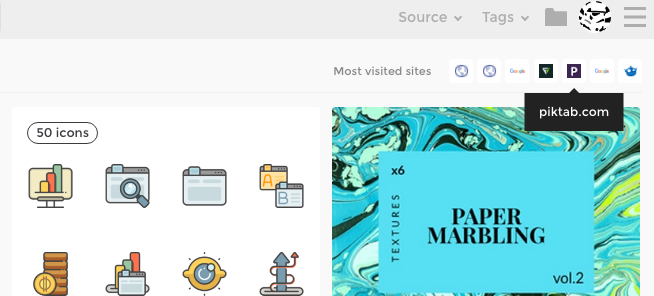 Source Tags
Most visited sites
Google
P
Google
piktab.com
50 icons
A
B
x6
TEXTURES
PAPER
MARBLING
vol.2